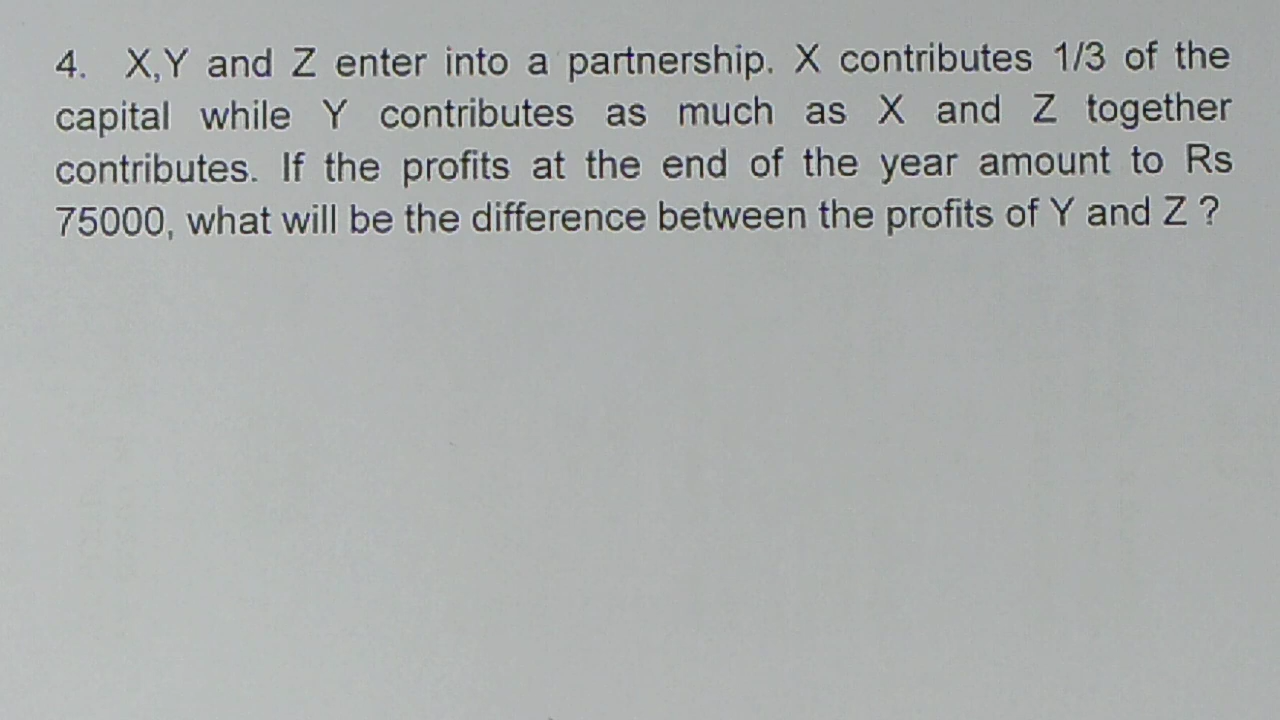 4. X,Y and Z enter into a partnership. X contributes 1/3 of the
capital while Y contributes as much as X and Z together
contributes. If the profits at the end of the year amount to Rs
75000, what will be the difference between the profits of Y and Z ?